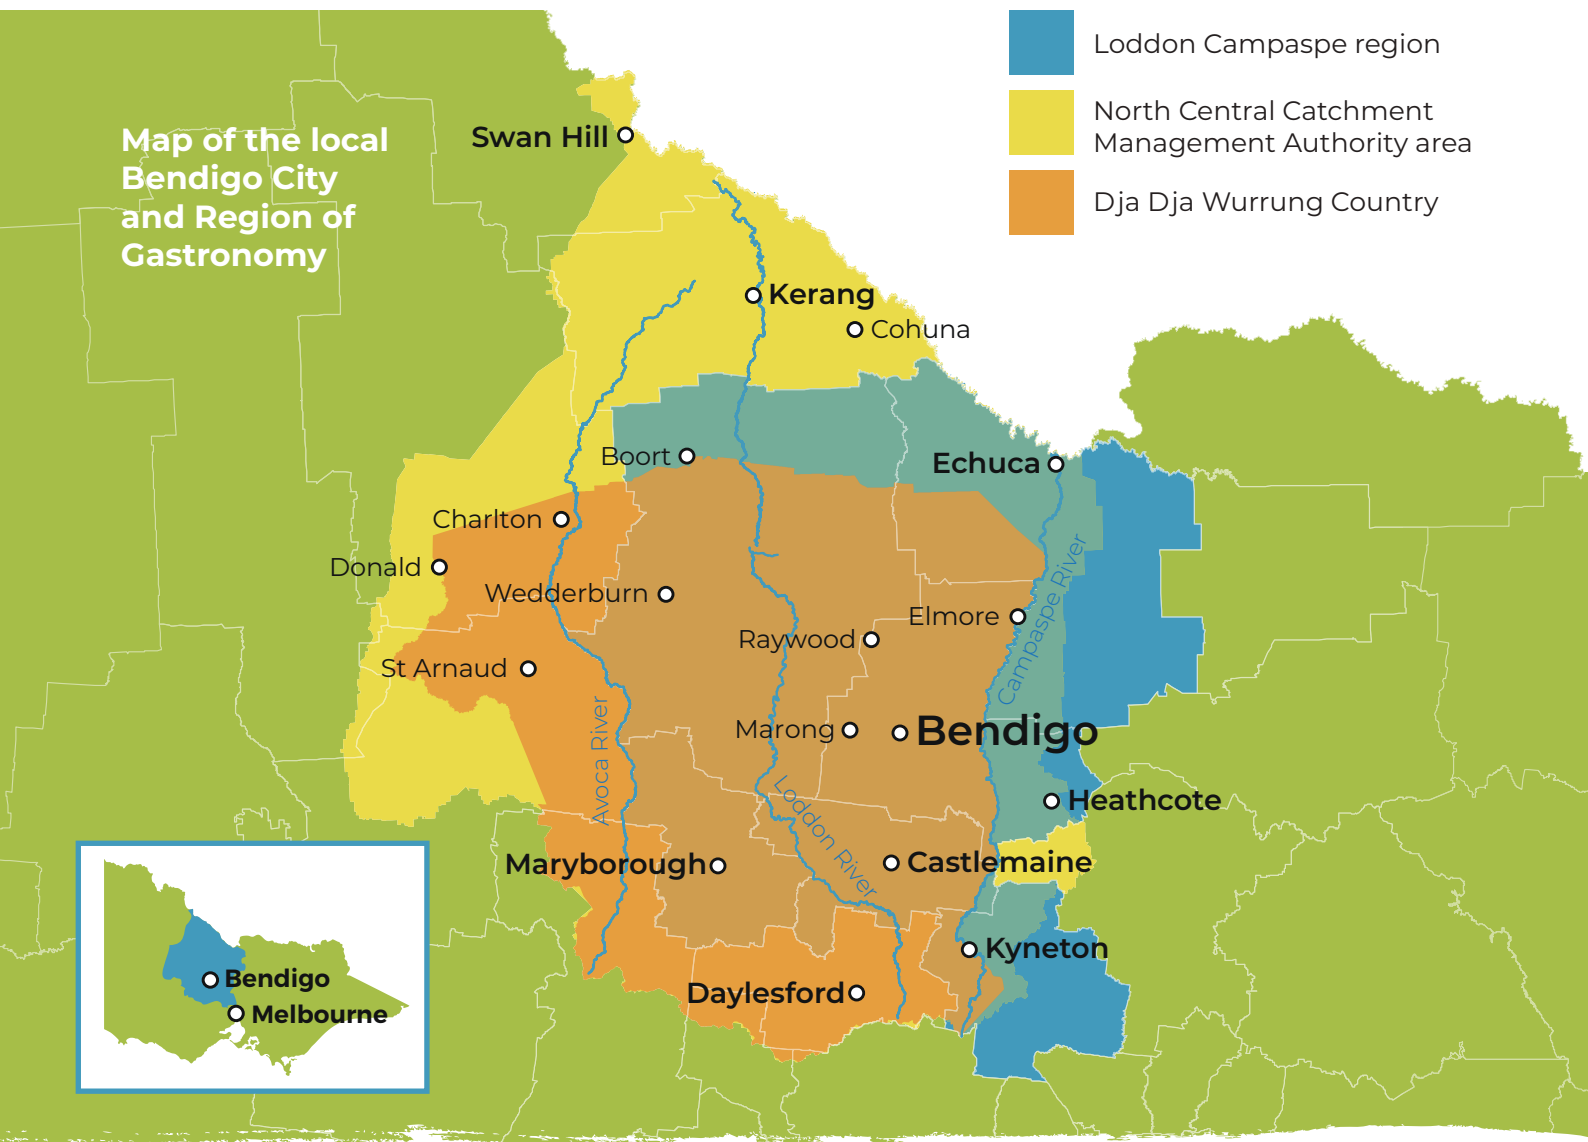 Map of the local
Bendigo City
and Region of
Gastronomy
Loddon Campaspe region
North Central Catchment
Management Authority area
Dja Dja Wurrung Country
Swan Hill
Kerang
Cohuna
Boort
Echuca
Charlton
Donald
Wedderburn
Elmore
Raywood
Campaspe River
St Arnaud
Marong
Bendigo
Avoca River
Loddon River
Heathcote
Maryborough
Castlemaine
Kyneton
Daylesford
Bendigo
Melbourne